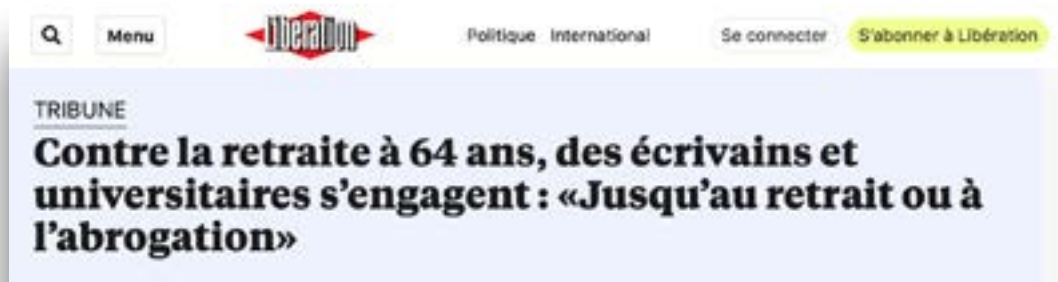 Menu Libération Politique International Se connecter S'abonner à Libération
TRIBUNE
Contre la retraite à 64 ans, des écrivains et
universitaires s’engagent : «Jusqu’au retrait ou à
l’abrogation»